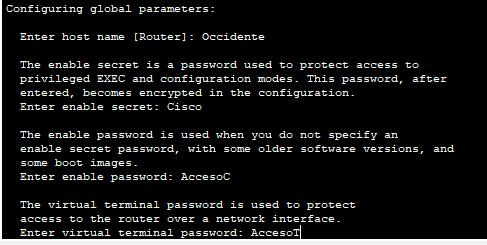 Configuring global parameters:
Enter host name [Router]: Occidente
The enable secret is a password used to protect access to
privileged EXEC and configuration modes. This password, after
entered, becomes encrypted in the configuration.
Enter enable secret: Cisco
The enable password is used when you do not specify an
enable secret password, with some older software versions, and
some boot images.
Enter enable password: AccesoC
The virtual terminal password is used to protect
access to the router over a network interface.
Enter virtual terminal password: AccesoT